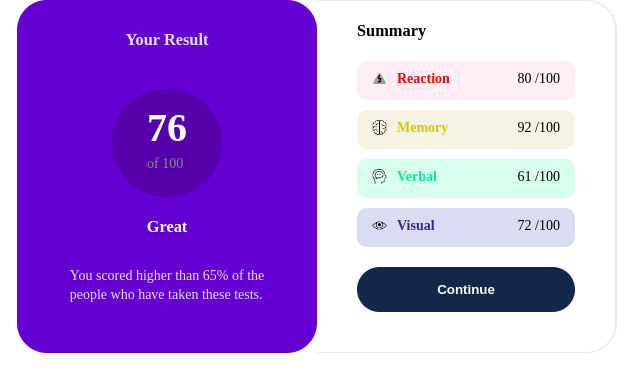 Your Result
76
of 100
Great
You scored higher than 65% of the
people who have taken these tests.
Summary
Reaction 80 /100
Memory 92 /100
Verbal 61 /100
Visual 72 /100
Continue